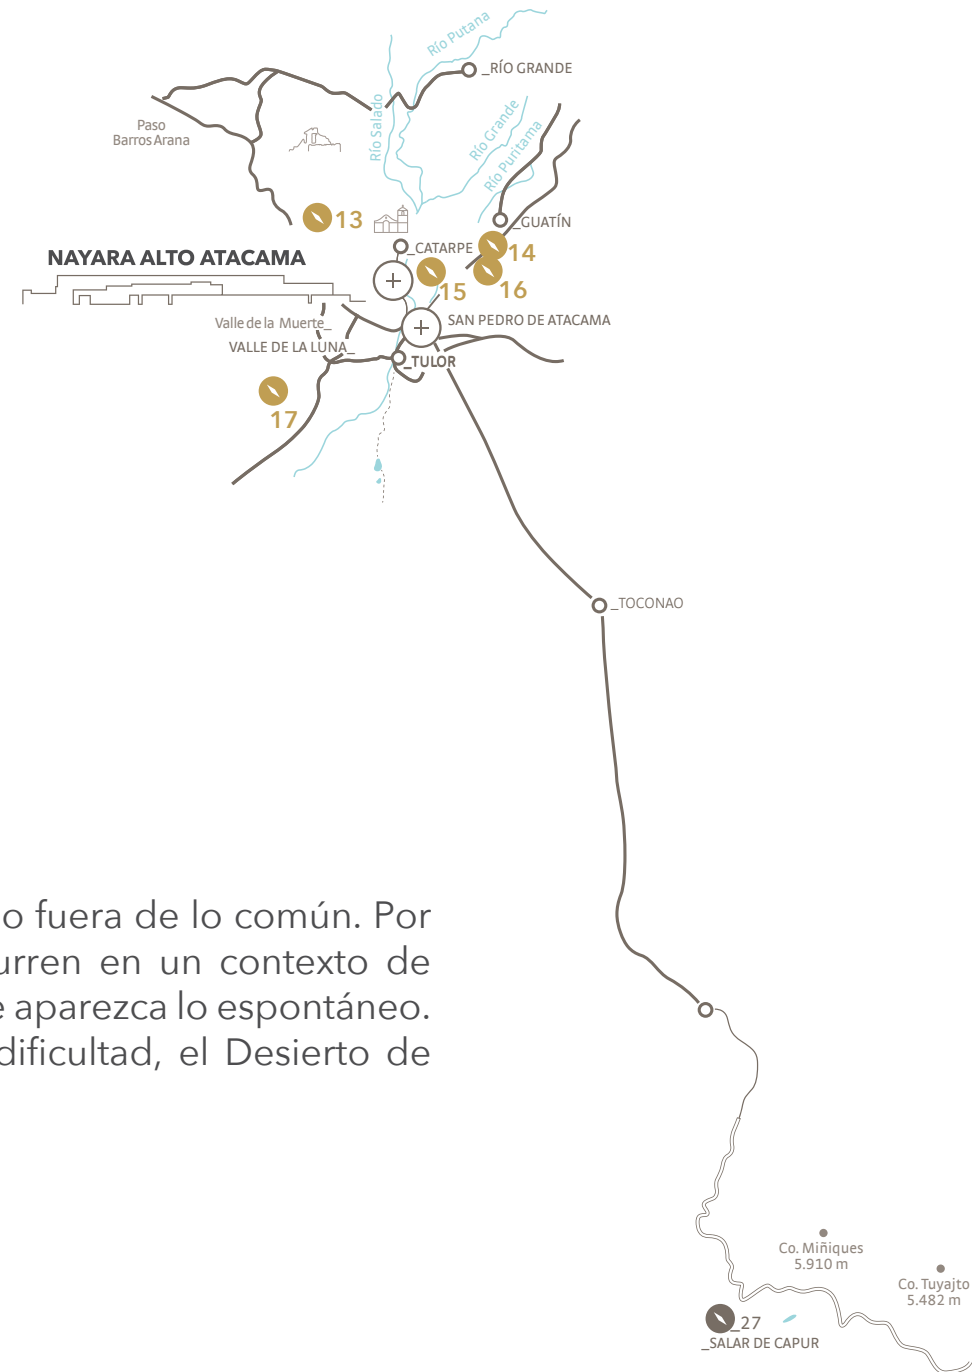 Río Putana
_RÍO GRANDE
Río Salado
Paso
Barros Arana
Río Grande
Río Puritama
13
_GUATÍN
_CATARPE
14
NAYARA ALTO ATACAMA
15
16
SAN PEDRO DE ATACAMA
Valle de la Muerte_
VALLE DE LA LUNA_
_TULOR
17
_TOCONAO
o fuera de lo común. Por
urren en un contexto de
e aparezca lo espontáneo.
dificultad, el Desierto de
Co. Miñiques
5.910 m
Co. Tuyajto
5.482 m
_27
_SALAR DE CAPUR